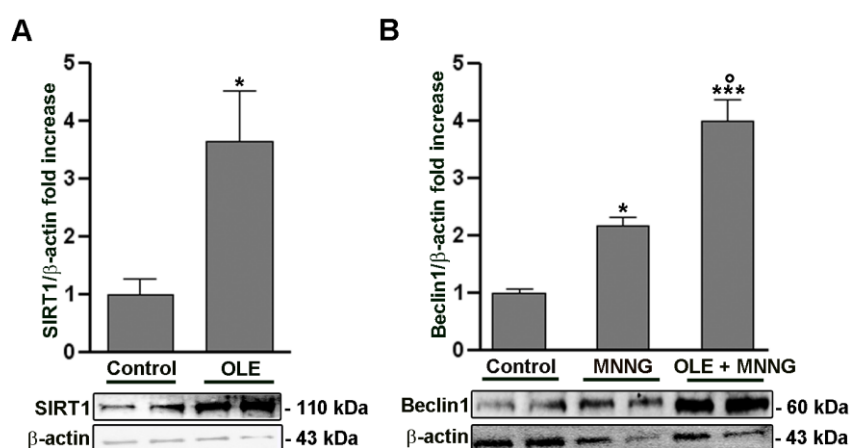 A
SIRT1/β-actin fold increase
5
4
3
2
1
0
*
Control
OLE
SIRT1
- 110 kDa
β-actin
- 43 kDa
B
Beclin1/β-actin fold increase
5
4
3
2
1
0
*
°
***
Control
MNNG
OLE + MNNG
Beclin1
- 60 kDa
β-actin
- 43 kDa